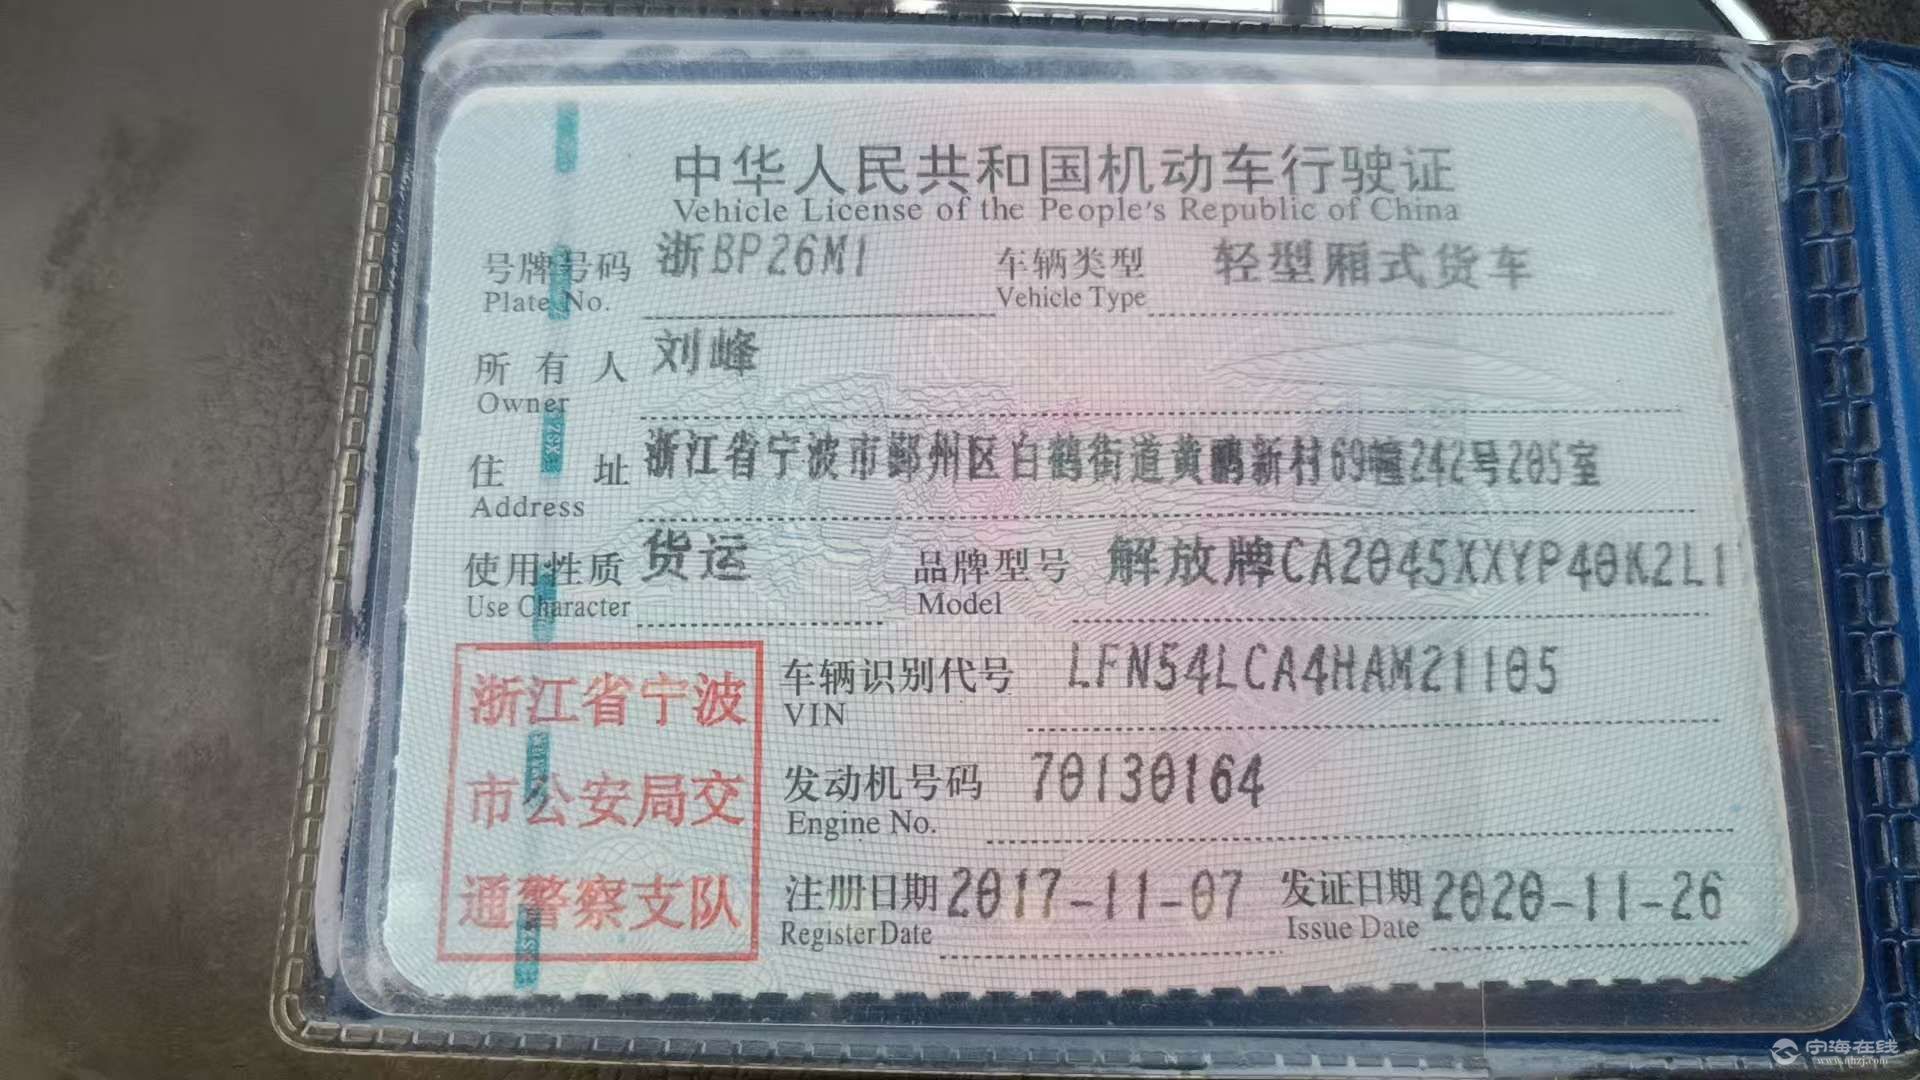 中华人民共和国机动车行驶证
Vehicle License of the People's Republic of China
号牌号码 浙BP26M1 车辆类型 轻型厢式货车
Plate No. Vehicle Type
所有人 刘峰
Owner
住址 浙江省宁波市鄞州区白鹤街道黄鹂新村69幢242号205室
Address
使用性质 货运 品牌型号 解放牌CA2045XXYP40K2L1
Use Character Model
浙江省宁波
市公安局交
通警察支队
车辆识别代号 LFN54LCA4HAM21105
VIN
发动机号码 70130164
Engine No.
注册日期 2017-11-07 发证日期 2020-11-26
Register Date Issue Date
宁海在线
www.nhzj.com